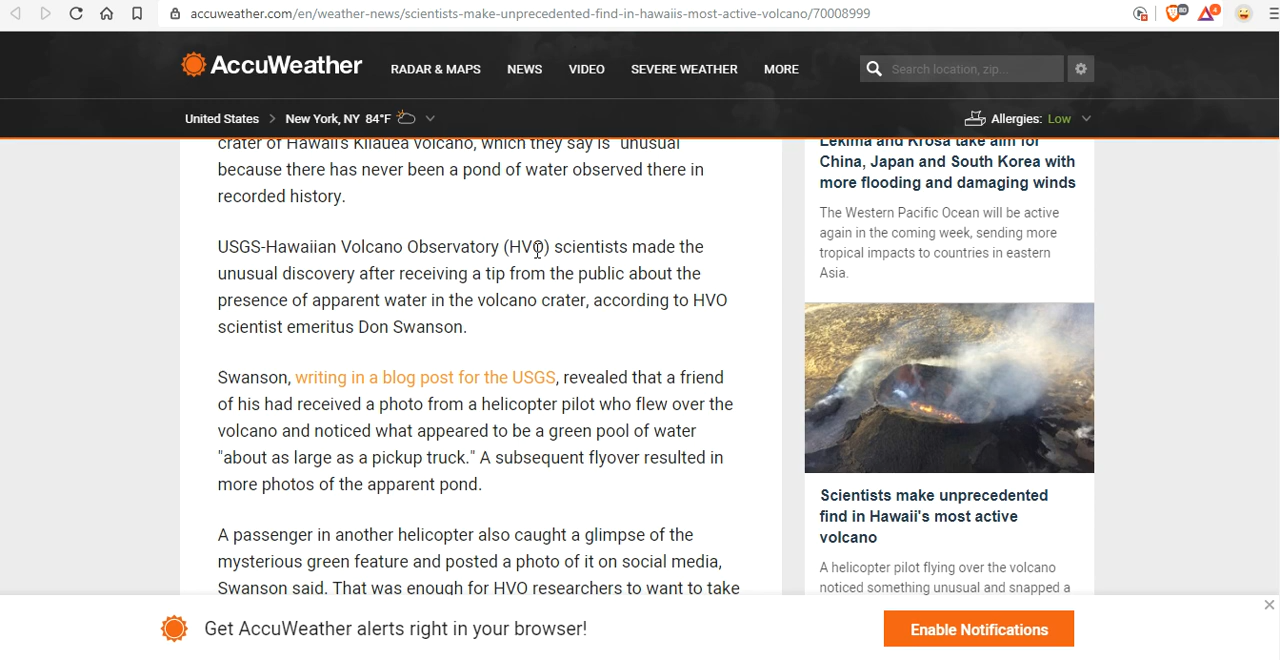 accuweather.com/en/weather-news/scientists-make-unprecedented-find-in-hawaiis-most-active-volcano/70008999
80
4
AccuWeather
RADAR & MAPS
NEWS
VIDEO
SEVERE WEATHER
MORE
Search location, zip...
United States > New York, NY 84°F
Allergies: Low
crater of Hawaii's Kilauea volcano, which they say is "unusual
because there has never been a pond of water observed there in
recorded history.
USGS-Hawaiian Volcano Observatory (HVO) scientists made the
unusual discovery after receiving a tip from the public about the
presence of apparent water in the volcano crater, according to HVO
scientist emeritus Don Swanson.
Swanson, writing in a blog post for the USGS, revealed that a friend
of his had received a photo from a helicopter pilot who flew over the
volcano and noticed what appeared to be a green pool of water
"about as large as a pickup truck." A subsequent flyover resulted in
more photos of the apparent pond.
A passenger in another helicopter also caught a glimpse of the
mysterious green feature and posted a photo of it on social media,
Swanson said. That was enough for HVO researchers to want to take
Lekima and Krosa take aim for
China, Japan and South Korea with
more flooding and damaging winds
The Western Pacific Ocean will be active
again in the coming week, sending more
tropical impacts to countries in eastern
Asia.
Scientists make unprecedented
find in Hawaii's most active
volcano
A helicopter pilot flying over the volcano
noticed something unusual and snapped a
Get AccuWeather alerts right in your browser!
Enable Notifications